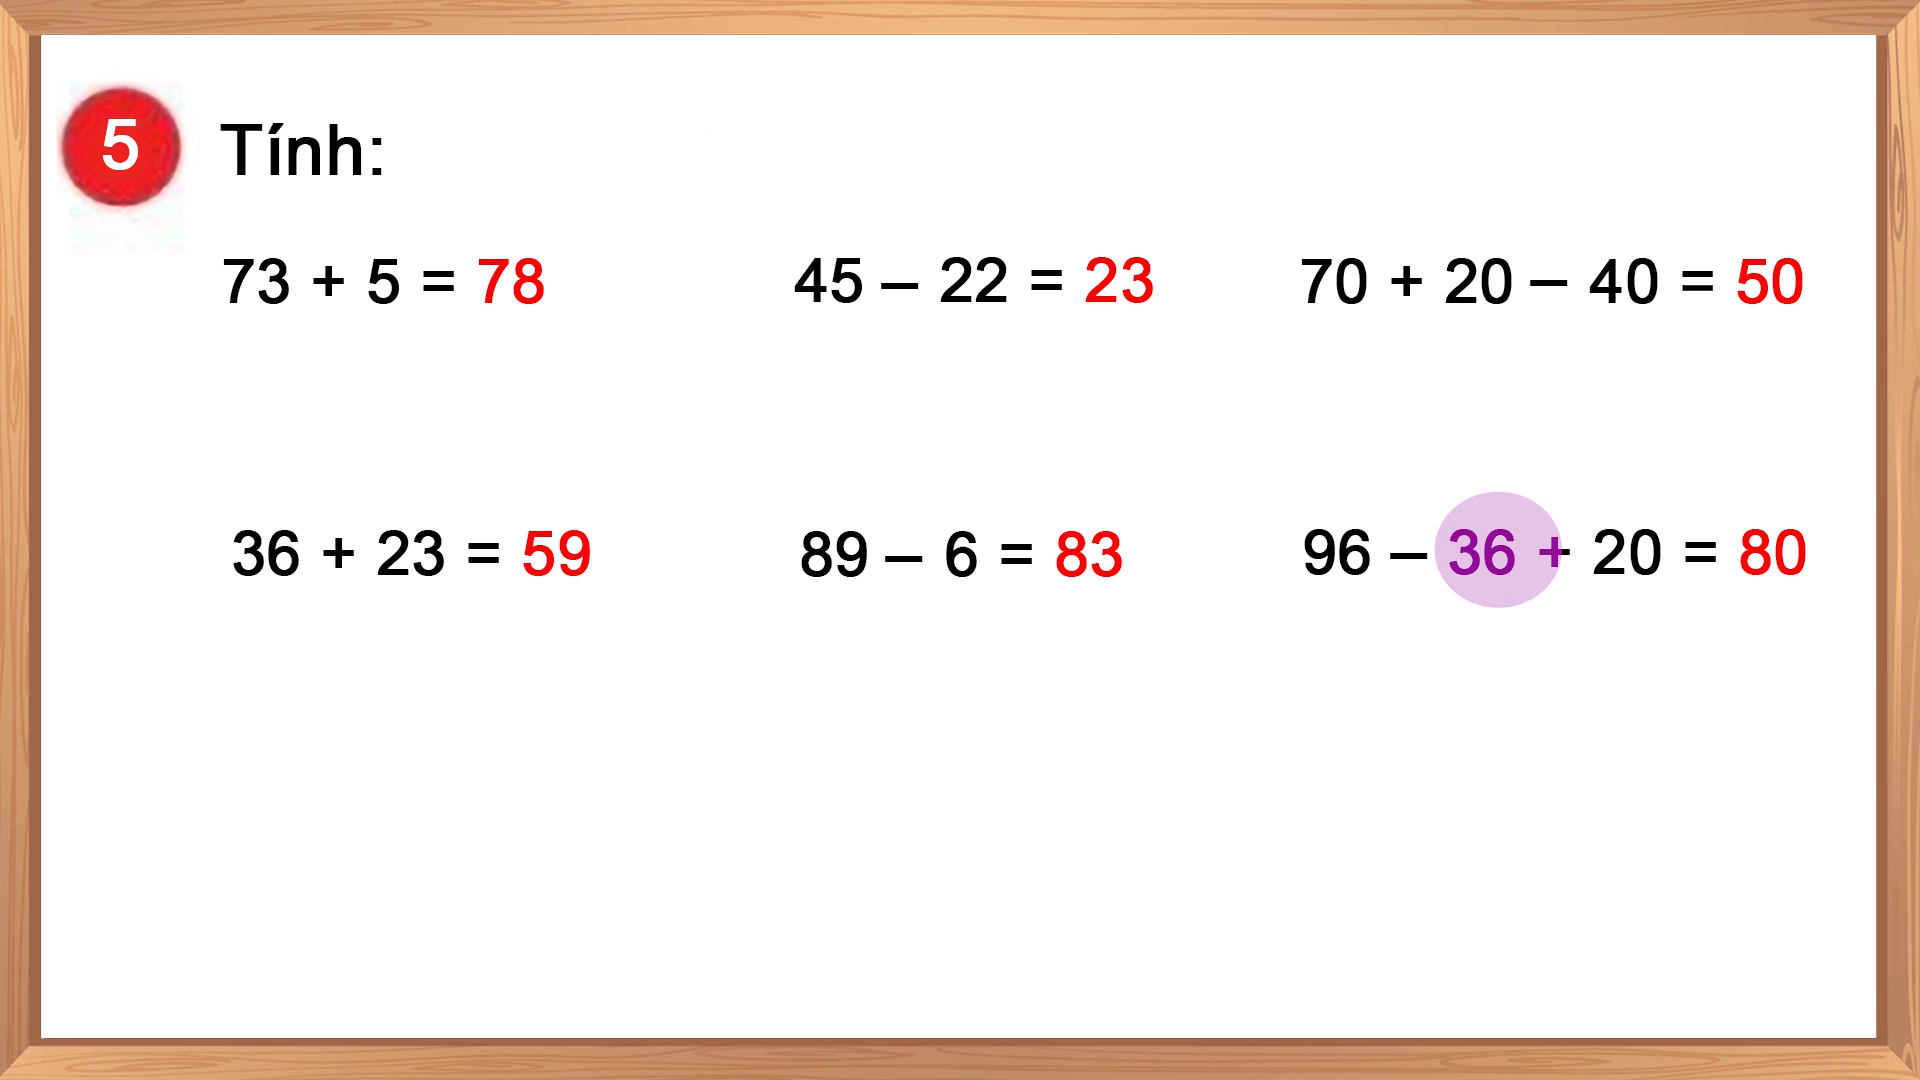 5 Tính:
73 + 5 = 78 45 – 22 = 23 70 + 20 – 40 = 50
36 + 23 = 59 89 – 6 = 83 96 – 36 + 20 = 80